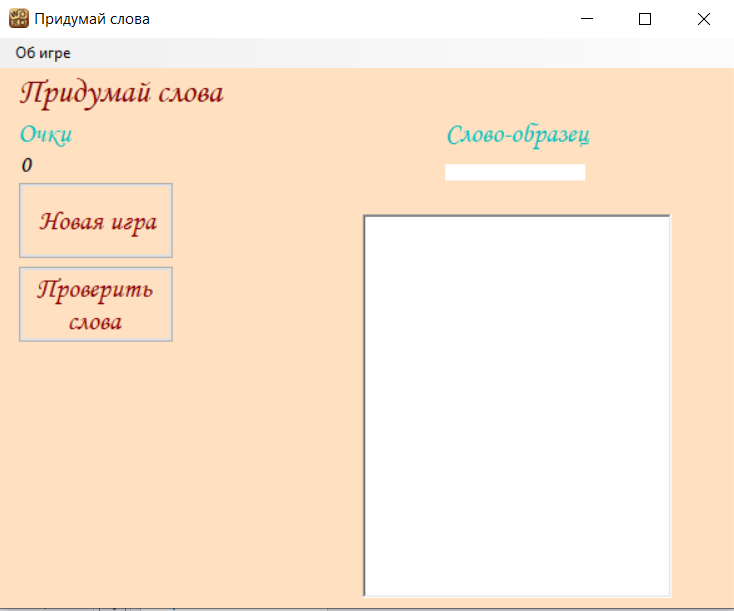 Придумай слова
Об игре
Придумай слова
Очки
Слово-образец
0
Новая игра
Проверить
слова